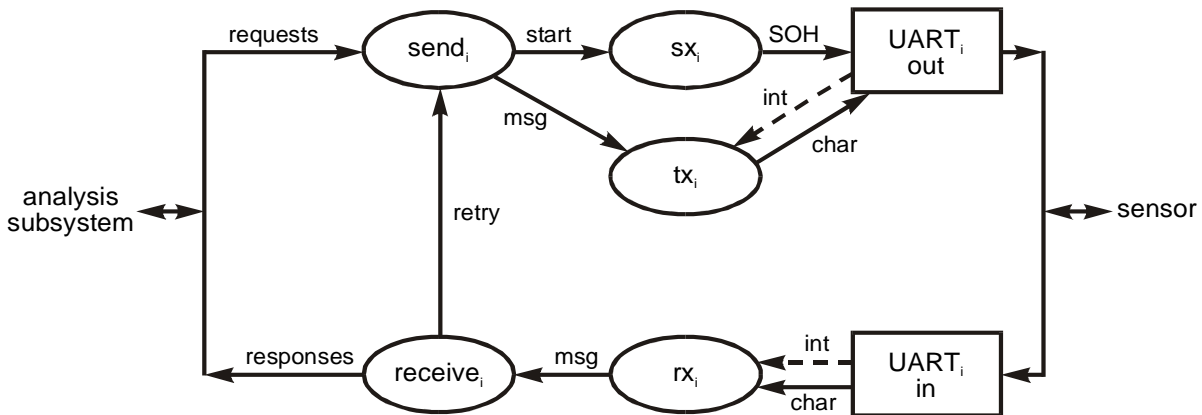 requests
send i
start
sx i
SOH
UART i
out
int
msg
char
tx i
analysis
subsystem
retry
sensor
responses
receive i
msg
rx i
int
char
UART i
in